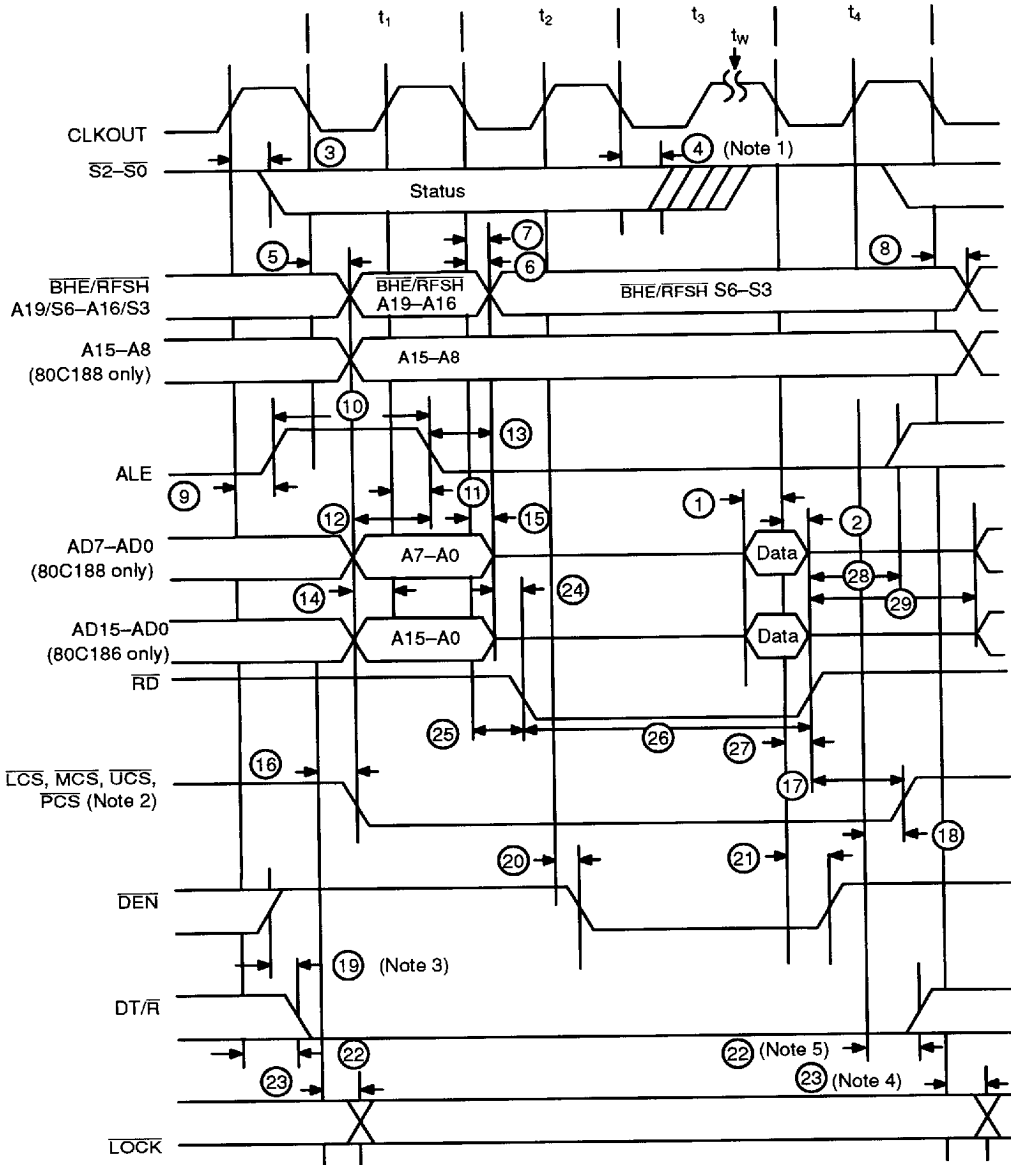 t1 t2 t3 t4
tW
CLKOUT
3 4 (Note 1)
S2–S0
Status
7
5 6 8
BHE/RFSH BHE/RFSH BHE/RFSH S6–S3
A19/S6–A16/S3 A19–A16
A15–A8 A15–A8
(80C188 only)
10
13
ALE
9 11 1
12 15 2
AD7–AD0 A7–A0 Data
(80C188 only)
28
14 24
29
AD15–AD0 A15–A0 Data
(80C186 only)
RD
25 26 27
16 17
LCS, MCS, UCS,
PCS (Note 2)
18
20 21
DEN
19 (Note 3)
DT/R
22 22 (Note 5)
23 23 (Note 4)
LOCK